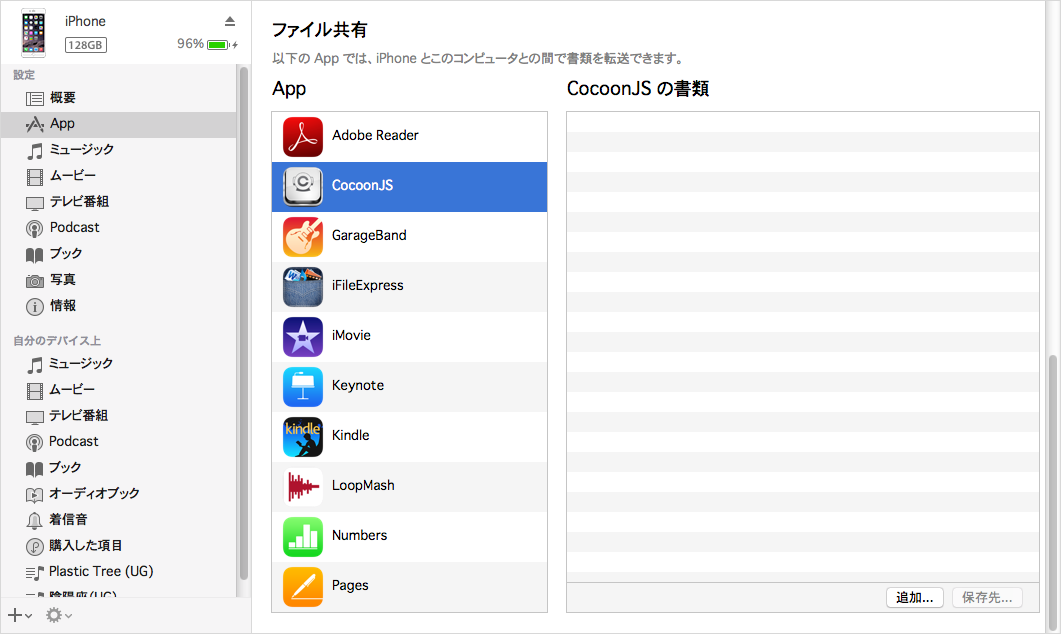 iPhone
128GB
96%
設定
概要
App
ミュージック
ムービー
テレビ番組
Podcast
ブック
写真
情報
自分のデバイス上
ミュージック
ムービー
テレビ番組
Podcast
ブック
オーディオブック
着信音
購入した項目
Plastic Tree (UG)
陰陽座(UG)
ファイル共有
以下の App では、iPhone とこのコンピュータとの間で書類を転送できます。
App
Adobe Reader
CocoonJS
GarageBand
iFileExpress
iMovie
Keynote
kindle
Kindle
LoopMash
Numbers
Pages
CocoonJS の書類
追加...
保存先...